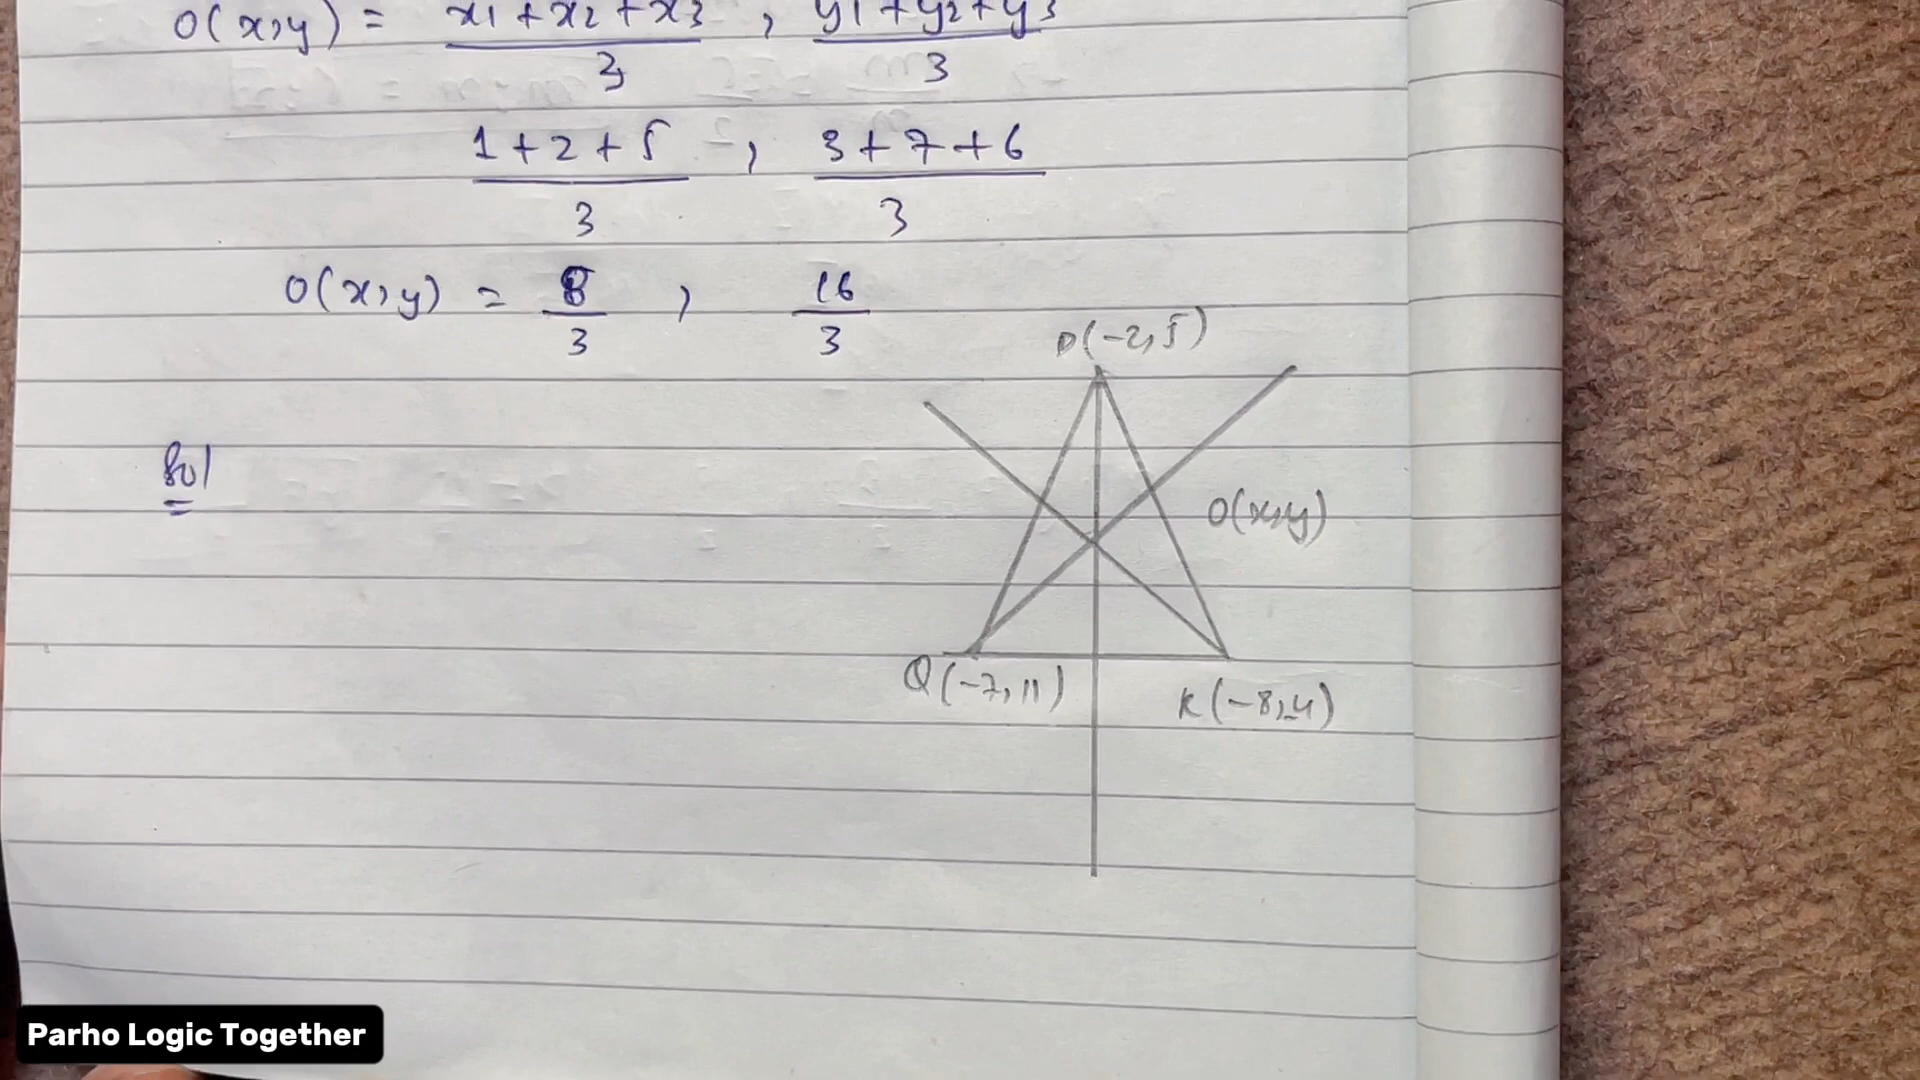 O(x,y) = x1+x2+x3/3 , y1+y2+y3/3
1+2+5/3 , 3+7+6/3
O(x,y) = 8/3 , 16/3
Sol
D(-2,5)
O(x,y)
Q(-7,11)
R(-8,4)
Parho Logic Together